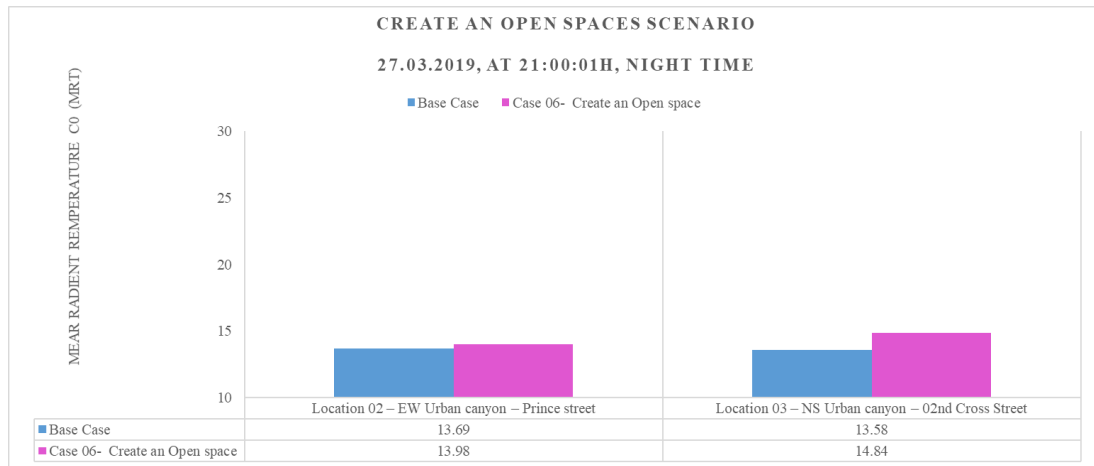 CREATE AN OPEN SPACES SCENARIO
27.03.2019, AT 21:00:01H, NIGHT TIME
Base Case Case 06- Create an Open space
MEAR RADIENT REMPERATURE C0 (MRT)
30
25
20
15
10
Location 02 – EW Urban canyon – Prince street Location 03 – NS Urban canyon – 02nd Cross Street
Base Case 13.69 13.58
Case 06- Create an Open space 13.98 14.84